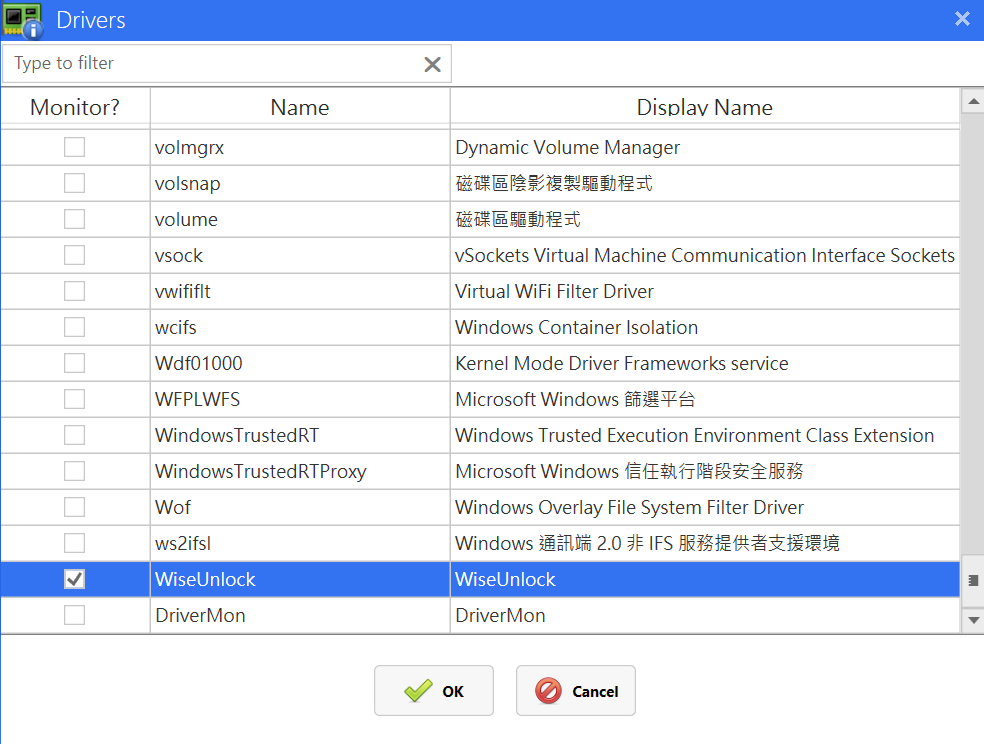 Drivers
Type to filter
Monitor? Name Display Name
volmgrx Dynamic Volume Manager
volsnap 磁碟區陰影複製驅動程式
volume 磁碟區驅動程式
vsock vSockets Virtual Machine Communication Interface Sockets
vwififlt Virtual WiFi Filter Driver
wcifs Windows Container Isolation
Wdf01000 Kernel Mode Driver Frameworks service
WFPLWFS Microsoft Windows 篩選平台
WindowsTrustedRT Windows Trusted Execution Environment Class Extension
WindowsTrustedRTProxy Microsoft Windows 信任執行階段安全服務
Wof Windows Overlay File System Filter Driver
ws2ifsl Windows 通訊端 2.0 非 IFS 服務提供者支援環境
WiseUnlock WiseUnlock
DriverMon DriverMon
OK Cancel